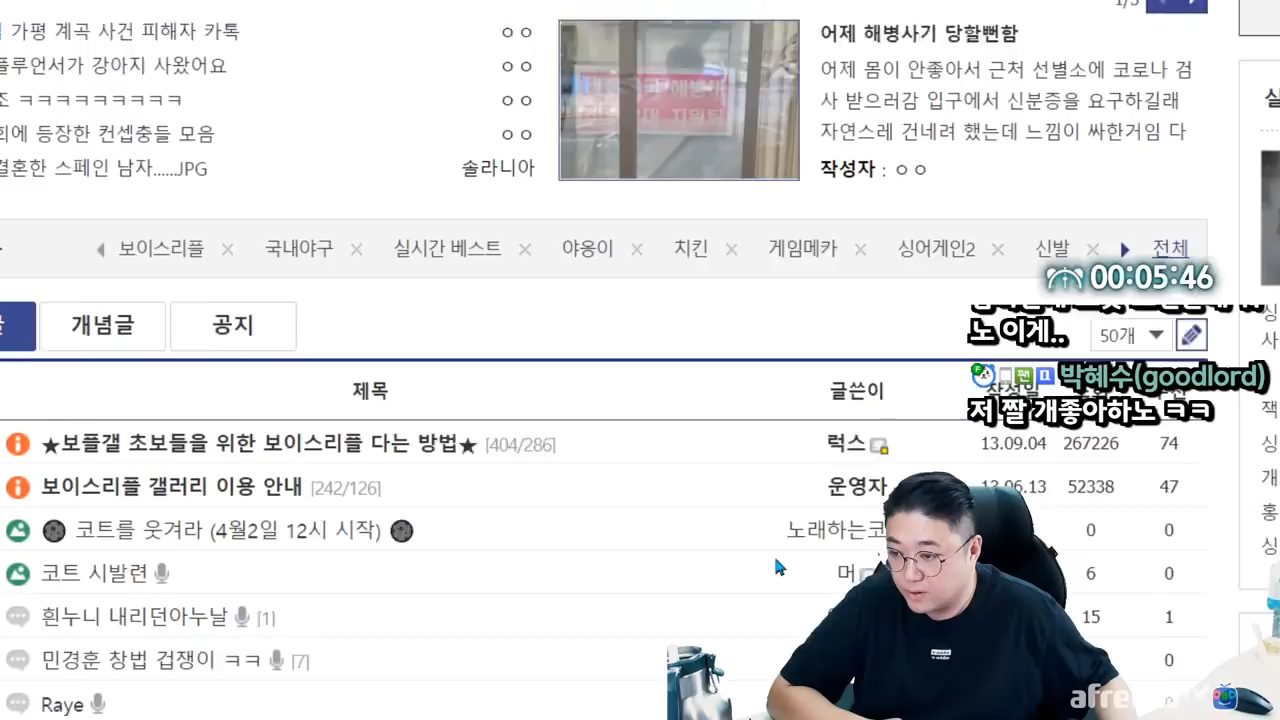 1/5
가평 계곡 사건 피해자 카톡 ㅇㅇ
플루언서가 강아지 사왔어요 ㅇㅇ
ㅋㅋㅋㅋㅋㅋㅋㅋㅋ ㅇㅇ
회에 등장한 컨셉충들 모음 ㅇㅇ
결혼한 스페인 남자......JPG 솔라니아
어제 해병사기 당할뻔함
어제 몸이 안좋아서 근처 선별소에 코로나 검
사 받으러감 입구에서 신분증을 요구하길래
자연스레 건네려 했는데 느낌이 싸한거임 다
작성자 : ㅇㅇ
보이스리플 × 국내야구 × 실시간 베스트 × 야옹이 × 치킨 × 게임메카 × 싱어게인2 × 신발 × 전체
00:05:46
개념글 공지
노 이게..
50개
박혜수(goodlord)
저 짤 개좋아하노 ㅋㅋ
제목 글쓴이 작성일
★보플갤 초보들을 위한 보이스리플 다는 방법★ [404/286] 럭스 13.09.04 267226 74
보이스리플 갤러리 이용 안내 [242/126] 운영자 13.06.13 52338 47
코트를 웃겨라 (4월2일 12시 시작) 노래하는코 0 0
코트 시발련 머 6 0
흰누니 내리던아누날 [1] 15 1
민경훈 창법 겁쟁이 ㅋㅋ [7] 0
Raye